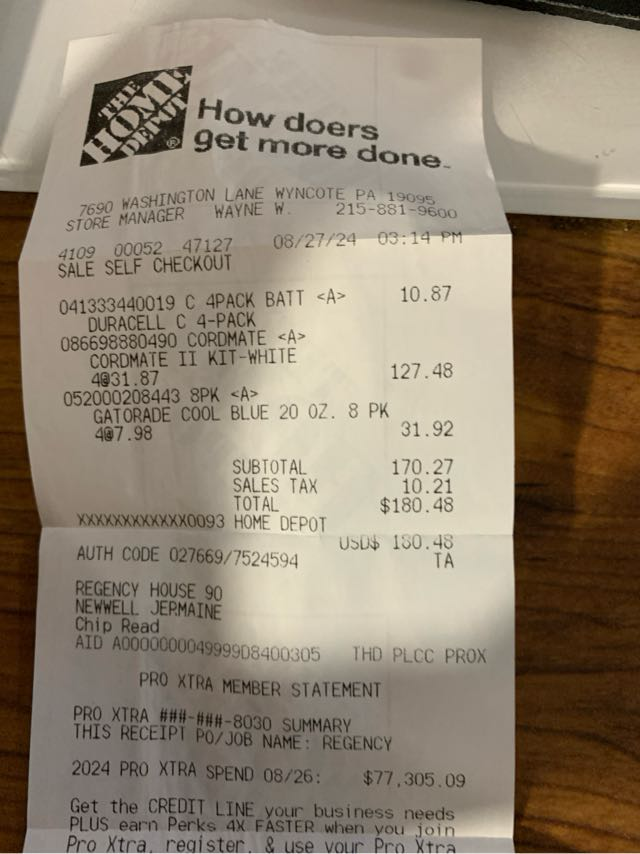 THE
HOME
DEPOT
®
How doers
get more done.
7690 WASHINGTON LANE WYNCOTE PA 19095
STORE MANAGER WAYNE W. 215-881-9600
4109 00052 47127 08/27/24 03:14 PM
SALE SELF CHECKOUT
041333440019 C 4PACK BATT <A> 10.87
DURACELL C 4-PACK
086698880490 CORDMATE <A>
CORDMATE II KIT-WHITE
4@31.87 127.48
052000208443 8PK <A>
GATORADE COOL BLUE 20 OZ. 8 PK
4@7.98 31.92
SUBTOTAL 170.27
SALES TAX 10.21
TOTAL $180.48
XXXXXXXXXXXX0093 HOME DEPOT
USD$ 180.48
AUTH CODE 027669/7524594 TA
REGENCY HOUSE 90
NEWWELL JERMAINE
Chip Read
AID A0000000049999D8400305 THD PLCC PROX
PRO XTRA MEMBER STATEMENT
PRO XTRA ###-###-8030 SUMMARY
THIS RECEIPT PO/JOB NAME: REGENCY
2024 PRO XTRA SPEND 08/26: $77,305.09
Get the CREDIT LINE your business needs
PLUS earn Perks 4X FASTER when you join
Pro Xtra, register, & use your Pro Xtra